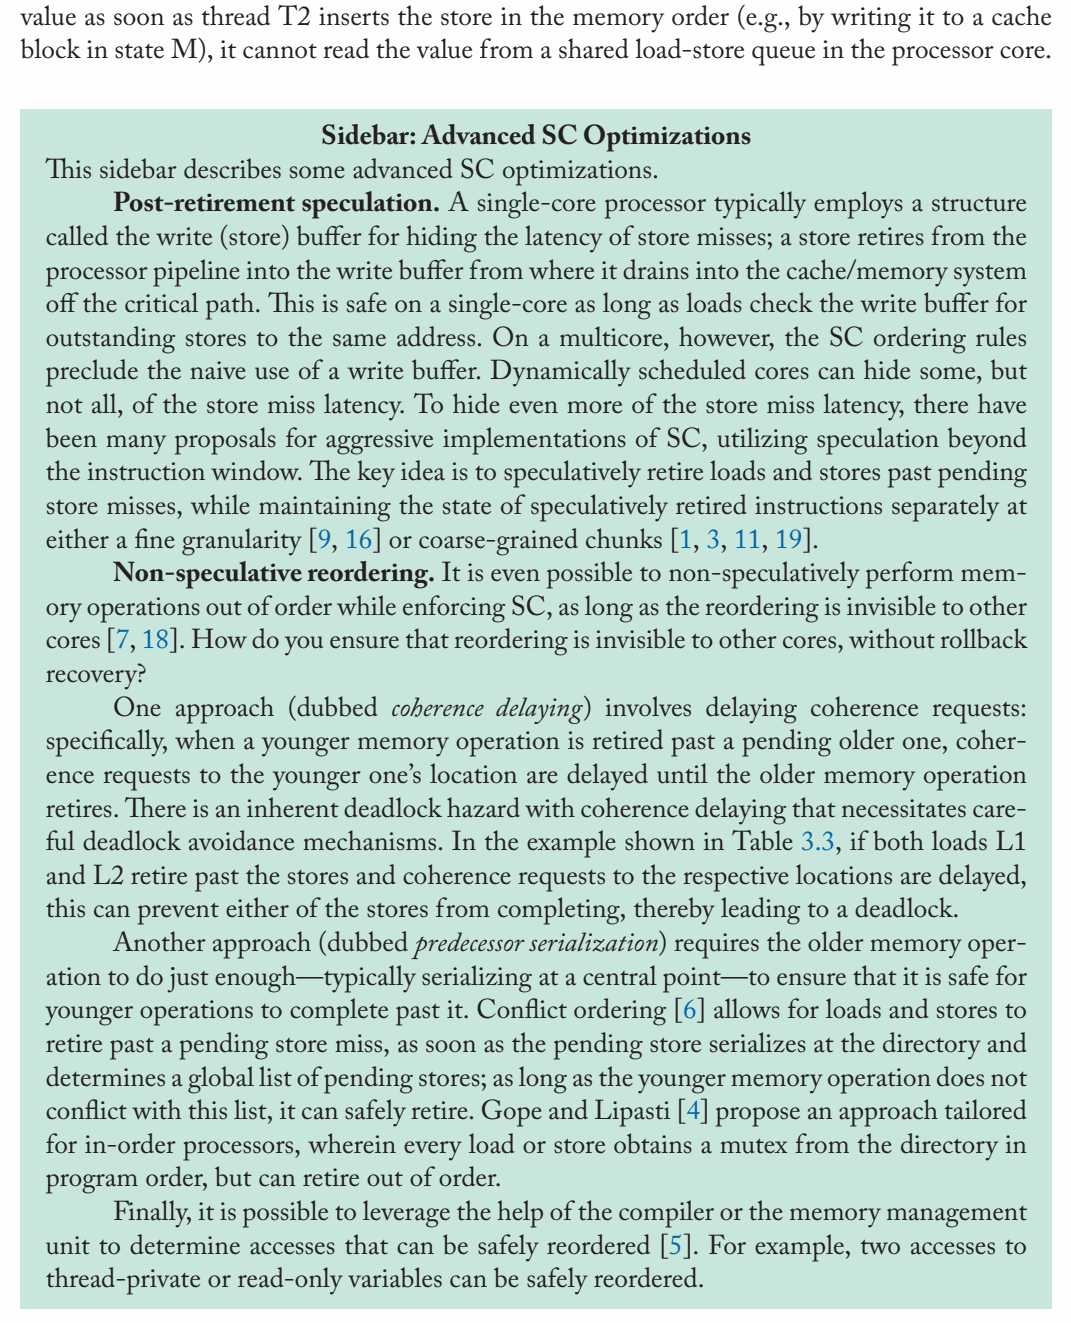 value as soon as thread T2 inserts the store in the memory order (e.g., by writing it to a cache
block in state M), it cannot read the value from a shared load-store queue in the processor core.
Sidebar: Advanced SC Optimizations
This sidebar describes some advanced SC optimizations.
Post-retirement speculation. A single-core processor typically employs a structure
called the write (store) buffer for hiding the latency of store misses; a store retires from the
processor pipeline into the write buffer from where it drains into the cache/memory system
off the critical path. This is safe on a single-core as long as loads check the write buffer for
outstanding stores to the same address. On a multicore, however, the SC ordering rules
preclude the naive use of a write buffer. Dynamically scheduled cores can hide some, but
not all, of the store miss latency. To hide even more of the store miss latency, there have
been many proposals for aggressive implementations of SC, utilizing speculation beyond
the instruction window. The key idea is to speculatively retire loads and stores past pending
store misses, while maintaining the state of speculatively retired instructions separately at
either a fine granularity [9, 16] or coarse-grained chunks [1, 3, 11, 19].
Non-speculative reordering. It is even possible to non-speculatively perform mem-
ory operations out of order while enforcing SC, as long as the reordering is invisible to other
cores [7, 18]. How do you ensure that reordering is invisible to other cores, without rollback
recovery?
One approach (dubbed coherence delaying) involves delaying coherence requests:
specifically, when a younger memory operation is retired past a pending older one, coher-
ence requests to the younger one's location are delayed until the older memory operation
retires. There is an inherent deadlock hazard with coherence delaying that necessitates care-
ful deadlock avoidance mechanisms. In the example shown in Table 3.3, if both loads L1
and L2 retire past the stores and coherence requests to the respective locations are delayed,
this can prevent either of the stores from completing, thereby leading to a deadlock.
Another approach (dubbed predecessor serialization) requires the older memory oper-
ation to do just enough—typically serializing at a central point—to ensure that it is safe for
younger operations to complete past it. Conflict ordering [6] allows for loads and stores to
retire past a pending store miss, as soon as the pending store serializes at the directory and
determines a global list of pending stores; as long as the younger memory operation does not
conflict with this list, it can safely retire. Gope and Lipasti [4] propose an approach tailored
for in-order processors, wherein every load or store obtains a mutex from the directory in
program order, but can retire out of order.
Finally, it is possible to leverage the help of the compiler or the memory management
unit to determine accesses that can be safely reordered [5]. For example, two accesses to
thread-private or read-only variables can be safely reordered.